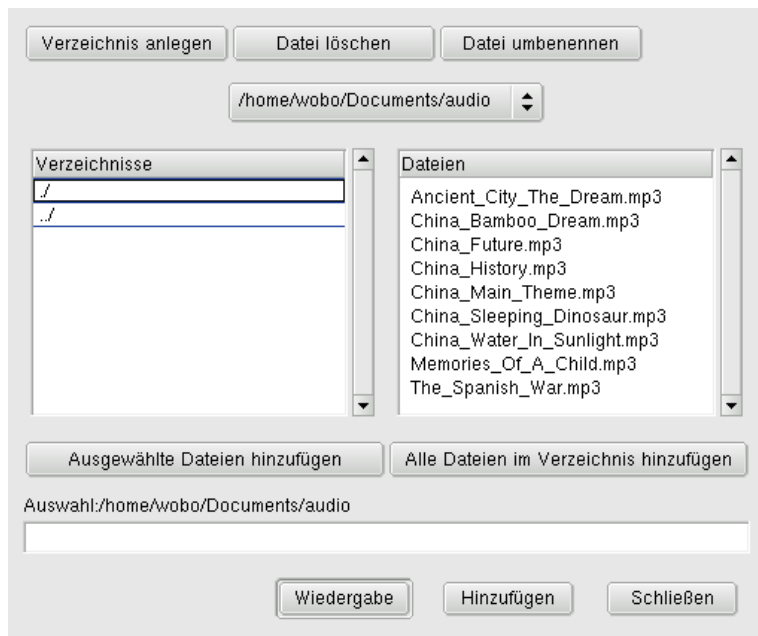 Verzeichnis anlegen Datei löschen Datei umbenennen
/home/wobo/Documents/audio
Verzeichnisse
./
../
Dateien
Ancient_City_The_Dream.mp3
China_Bamboo_Dream.mp3
China_Future.mp3
China_History.mp3
China_Main_Theme.mp3
China_Sleeping_Dinosaur.mp3
China_Water_In_Sunlight.mp3
Memories_Of_A_Child.mp3
The_Spanish_War.mp3
Ausgewählte Dateien hinzufügen Alle Dateien im Verzeichnis hinzufügen
Auswahl:/home/wobo/Documents/audio
Wiedergabe Hinzufügen Schließen